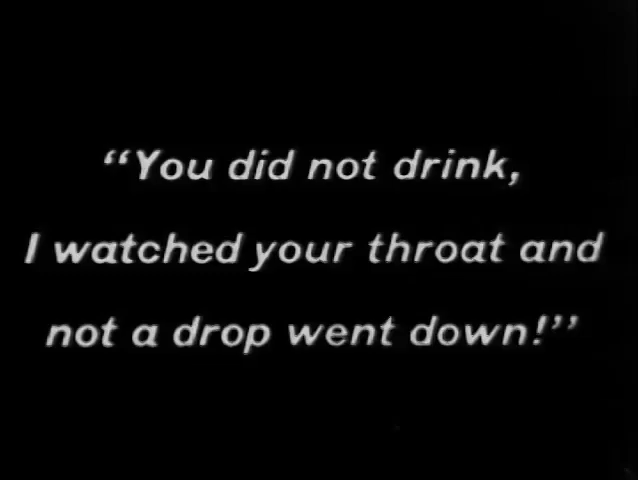 “You did not drink,
I watched your throat and
not a drop went down!’’